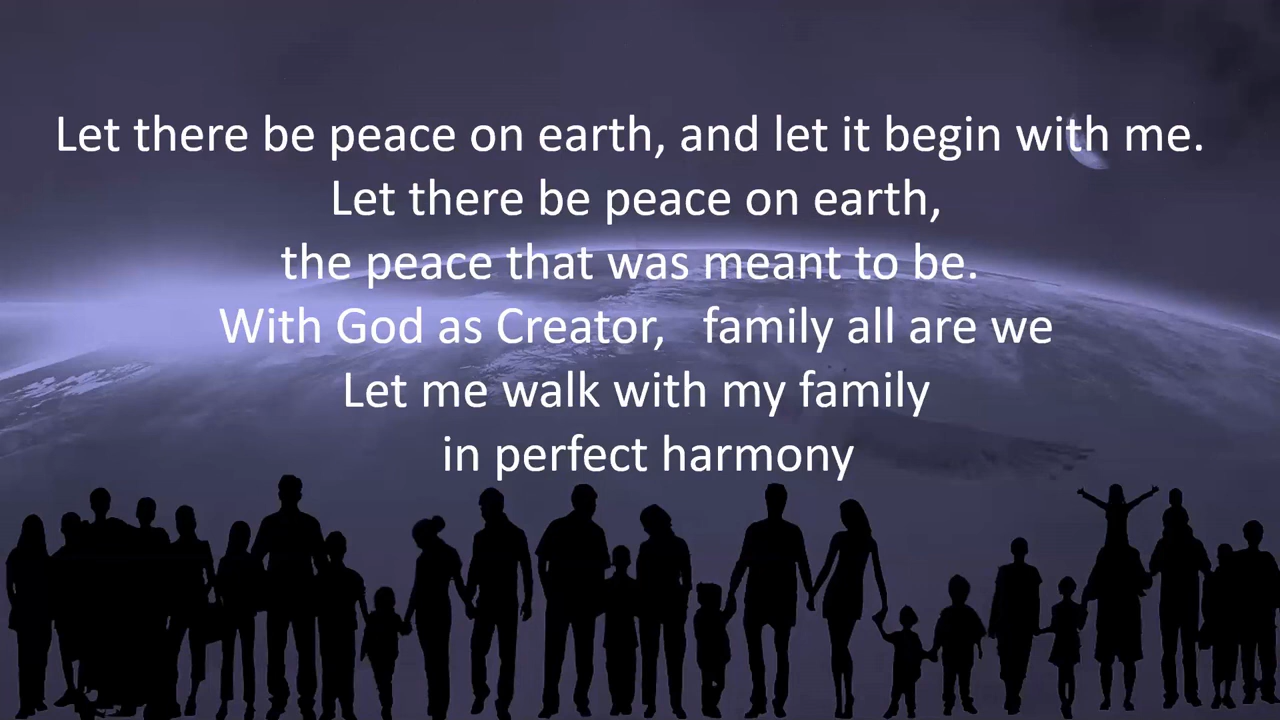 Let there be peace on earth, and let it begin with me.
Let there be peace on earth,
the peace that was meant to be.
With God as Creator,   family all are we
Let me walk with my family
in perfect harmony